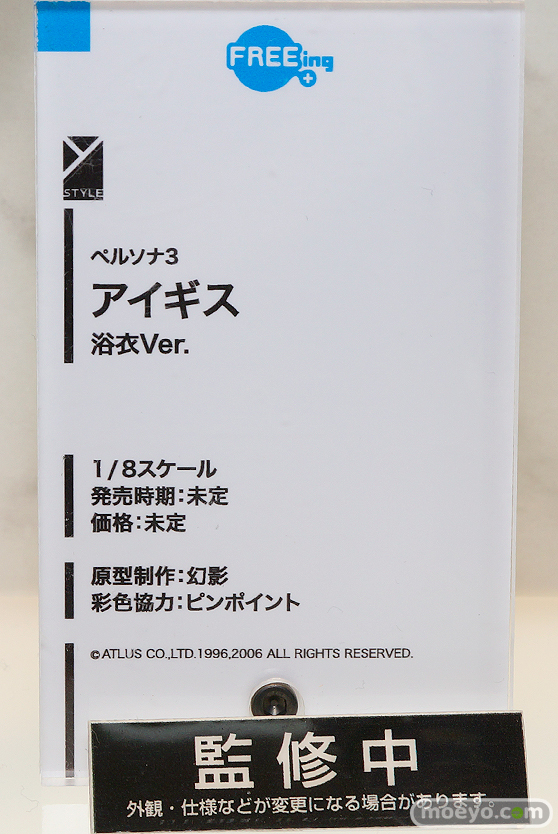 FREEing
STYLE
ペルソナ3
アイギス
浴衣Ver.
1/8スケール
発売時期:未定
価格:未定
原型制作:幻影
彩色協力:ピンポイント
©ATLUS CO.,LTD.1996,2006 ALL RIGHTS RESERVED.
監修中
外観・仕様などが変更になる場合があります。
moeyo.com